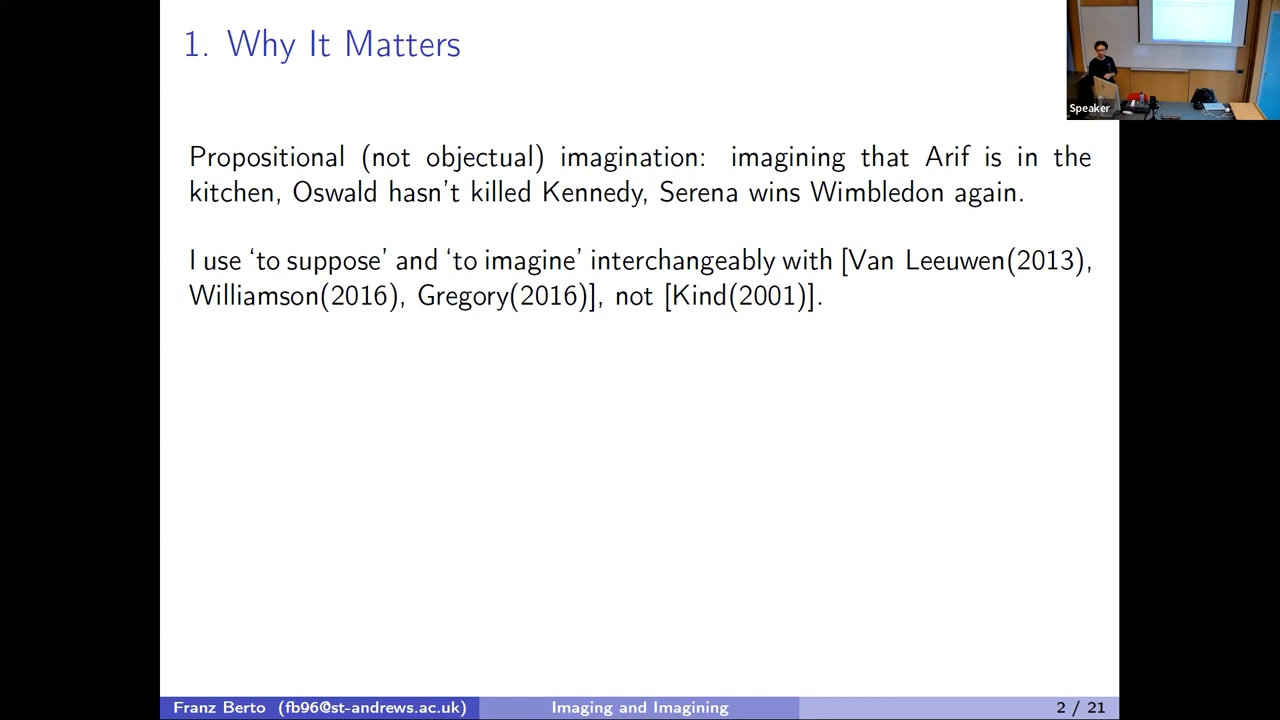 1. Why It Matters
Speaker
Propositional (not objectual) imagination: imagining that Arif is in the
kitchen, Oswald hasn't killed Kennedy, Serena wins Wimbledon again.
I use ‘to suppose’ and ‘to imagine’ interchangeably with [Van Leeuwen(2013),
Williamson(2016), Gregory(2016)], not [Kind(2001)].
Franz Berto (fb96@st-andrews.ac.uk) Imaging and Imagining 2 / 21